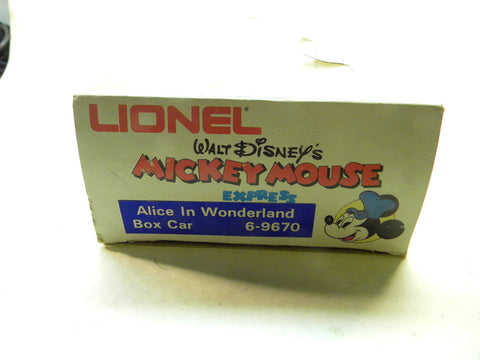 LIONEL
WALT DISNEY'S
MICKEY MOUSE
EXPRESS
Alice In Wonderland
Box Car 6-9670